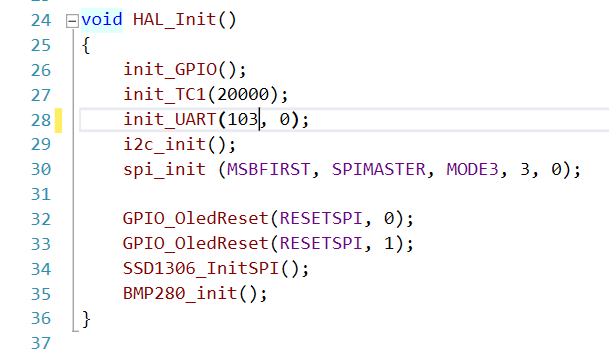 24 void HAL_Init()
25 {
26 init_GPIO();
27 init_TC1(20000);
28 init_UART(103, 0);
29 i2c_init();
30 spi_init (MSBFIRST, SPIMASTER, MODE3, 3, 0);
31
32 GPIO_OledReset(RESETSPI, 0);
33 GPIO_OledReset(RESETSPI, 1);
34 SSD1306_InitSPI();
35 BMP280_init();
36 }
37